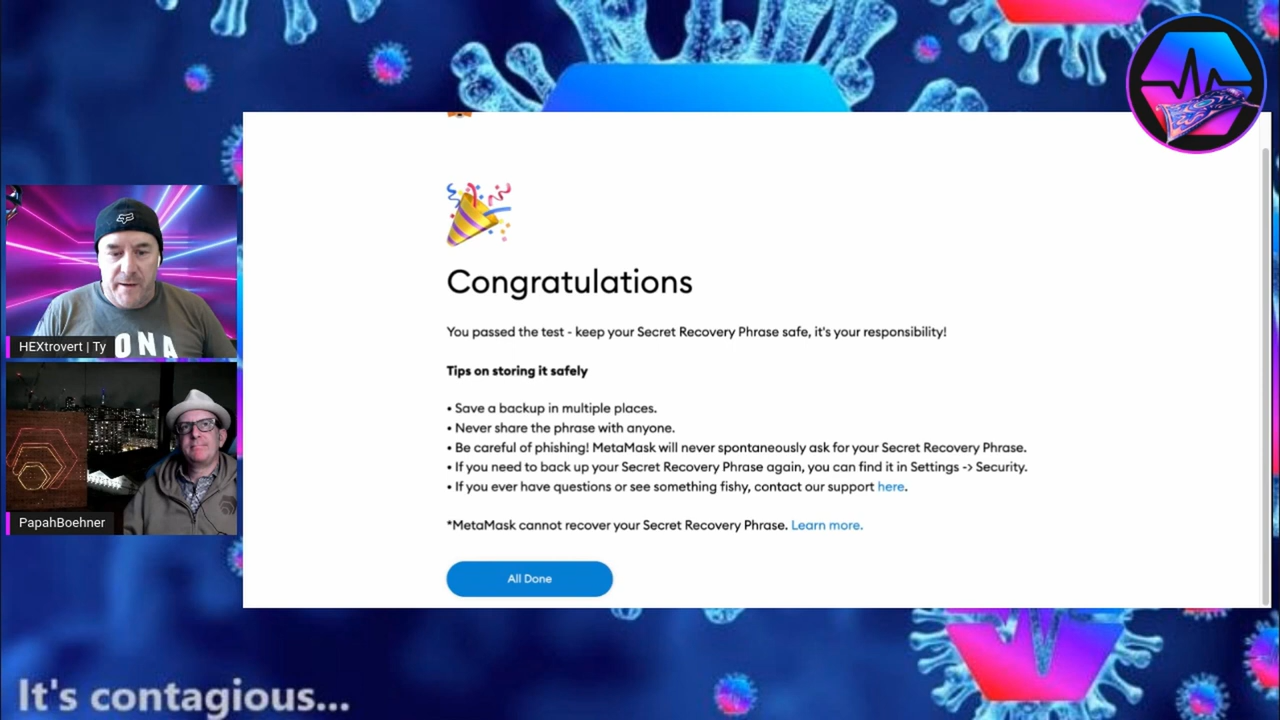 Congratulations
You passed the test - keep your Secret Recovery Phrase safe, it's your responsibility!
Tips on storing it safely
• Save a backup in multiple places.
• Never share the phrase with anyone.
• Be careful of phishing! MetaMask will never spontaneously ask for your Secret Recovery Phrase.
• If you need to back up your Secret Recovery Phrase again, you can find it in Settings -> Security.
• If you ever have questions or see something fishy, contact our support here.
*MetaMask cannot recover your Secret Recovery Phrase. Learn more.
All Done
ONA
HEXtrovert | Ty
PapahBoehner
It's contagious...